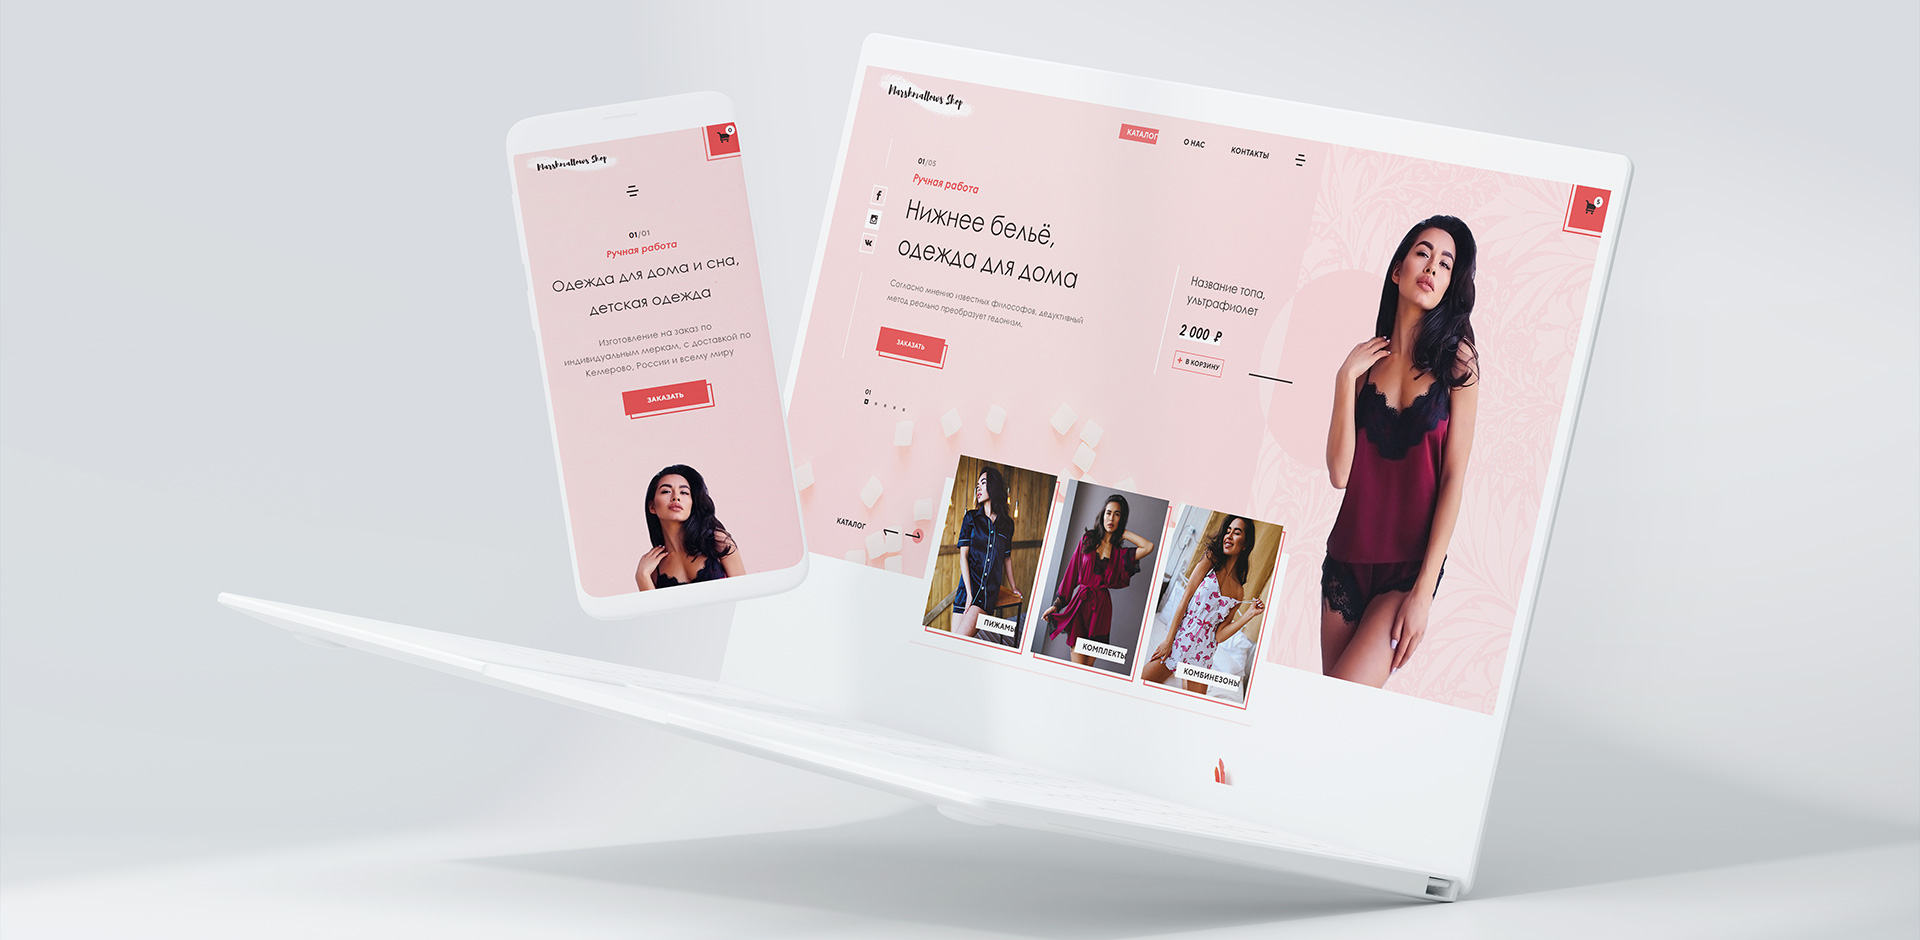 Marshmallows Shop
0
01/01
Ручная работа
Одежда для дома и сна,
детская одежда
Изготовление на заказ по
индивидуальным меркам, с доставкой по
Кемерово, России и всему миру
ЗАКАЗАТЬ
Marshmallows Shop
КАТАЛОГ
О НАС
КОНТАКТЫ
5
01/05
Ручная работа
Нижнее бельё,
одежда для дома
Согласно мнению известных философов, дедуктивный
метод реально преобразует гедонизм.
ЗАКАЗАТЬ
Название топа,
ультрафиолет
2 000 ₽
+ В КОРЗИНУ
01
КАТАЛОГ
ПИЖАМЫ
КОМПЛЕКТЫ
КОМБИНЕЗОНЫ